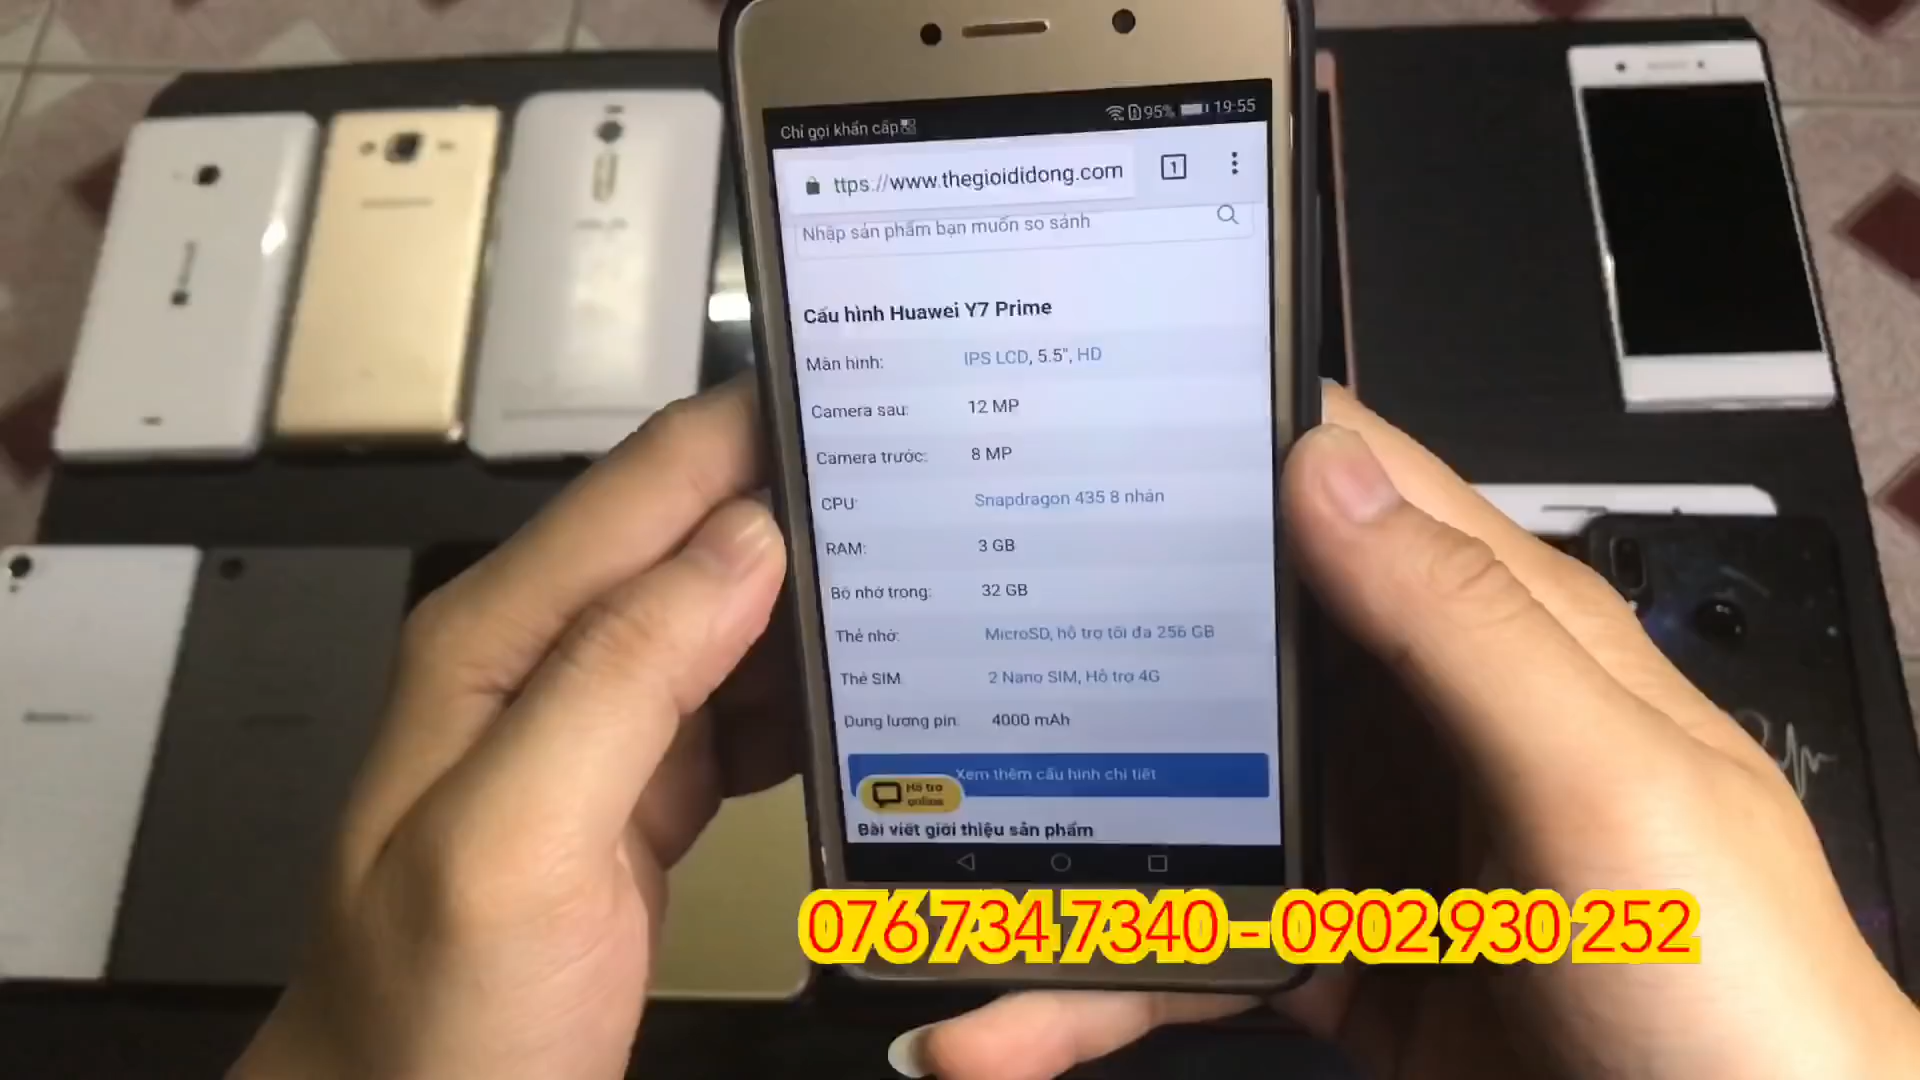 Chỉ gọi khẩn cấp 95% 19:55
ttps://www.thegioididong.com 1
Nhập sản phẩm bạn muốn so sánh
Cấu hình Huawei Y7 Prime
Màn hình: IPS LCD, 5.5", HD
Camera sau: 12 MP
Camera trước: 8 MP
CPU: Snapdragon 435 8 nhân
RAM: 3 GB
Bộ nhớ trong: 32 GB
Thẻ nhớ: MicroSD, hỗ trợ tối đa 256 GB
Thẻ SIM 2 Nano SIM, Hỗ trợ 4G
Dung lượng pin: 4000 mAh
Xem thêm cấu hình chi tiết
Hỗ trợ
online
Bài viết giới thiệu sản phẩm
076 734 7340 - 0902 930 252